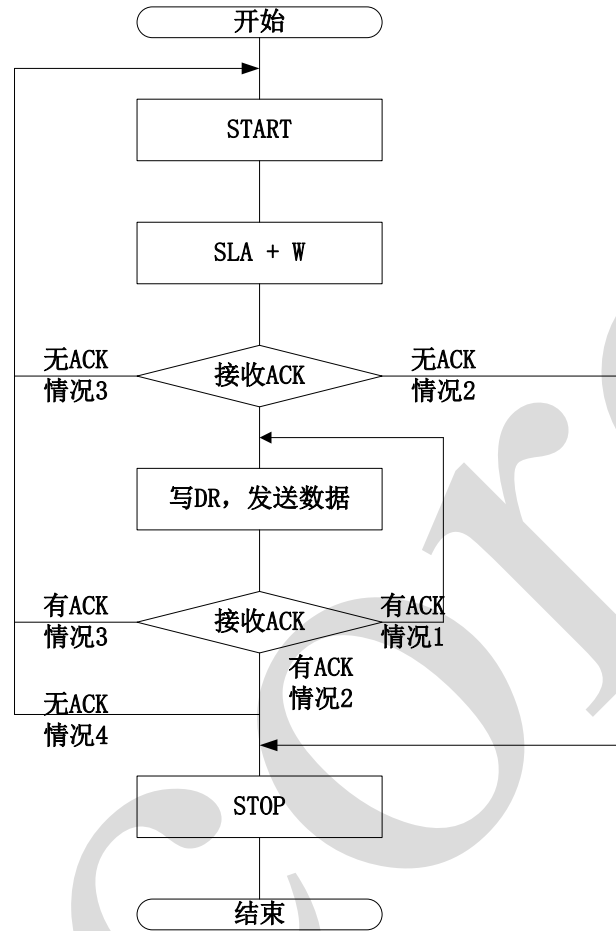 开始
START
SLA + W
无ACK
情况3
接收ACK
无ACK
情况2
写DR，发送数据
有ACK
情况3
接收ACK
有ACK
情况1
有ACK
情况2
无ACK
情况4
STOP
结束